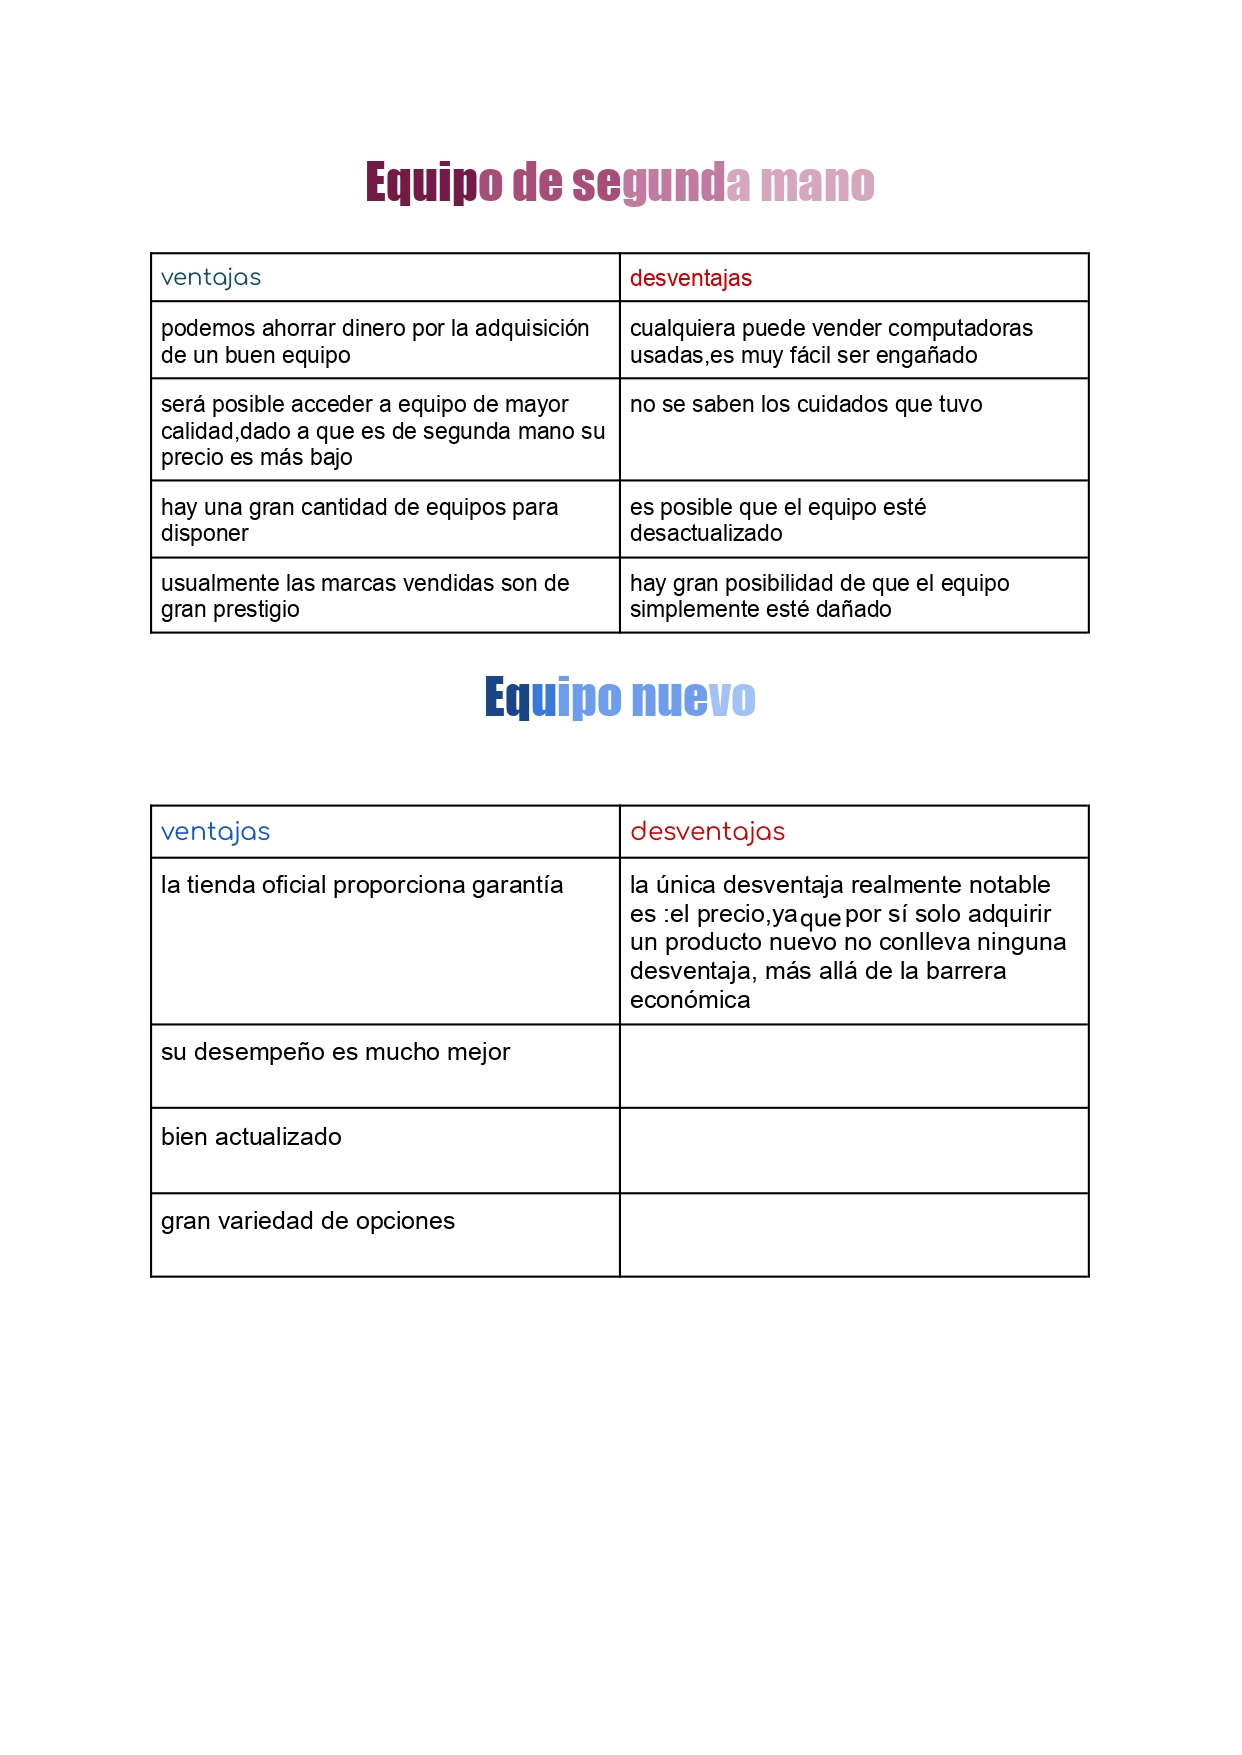 Equipo de segunda mano
ventajas
desventajas
podemos ahorrar dinero por la adquisición
de un buen equipo
cualquiera puede vender computadoras
usadas,es muy fácil ser engañado
será posible acceder a equipo de mayor
calidad,dado a que es de segunda mano su
precio es más bajo
no se saben los cuidados que tuvo
hay una gran cantidad de equipos para
disponer
es posible que el equipo esté
desactualizado
usualmente las marcas vendidas son de
gran prestigio
hay gran posibilidad de que el equipo
simplemente esté dañado
Equipo nuevo
ventajas
desventajas
la tienda oficial proporciona garantía
la única desventaja realmente notable
es :el precio,ya que por sí solo adquirir
un producto nuevo no conlleva ninguna
desventaja, más allá de la barrera
económica
su desempeño es mucho mejor
bien actualizado
gran variedad de opciones